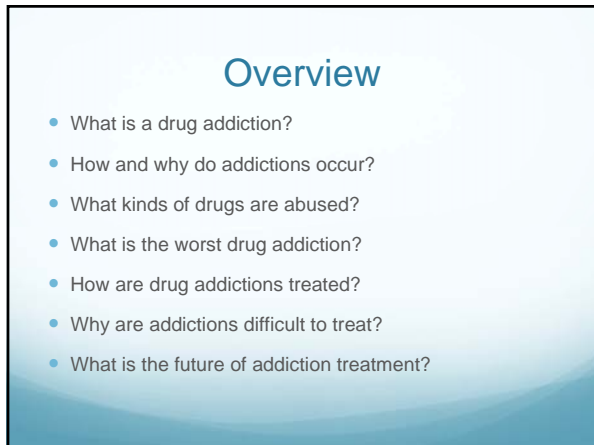 Overview
• What is a drug addiction?
• How and why do addictions occur?
• What kinds of drugs are abused?
• What is the worst drug addiction?
• How are drug addictions treated?
• Why are addictions difficult to treat?
• What is the future of addiction treatment?